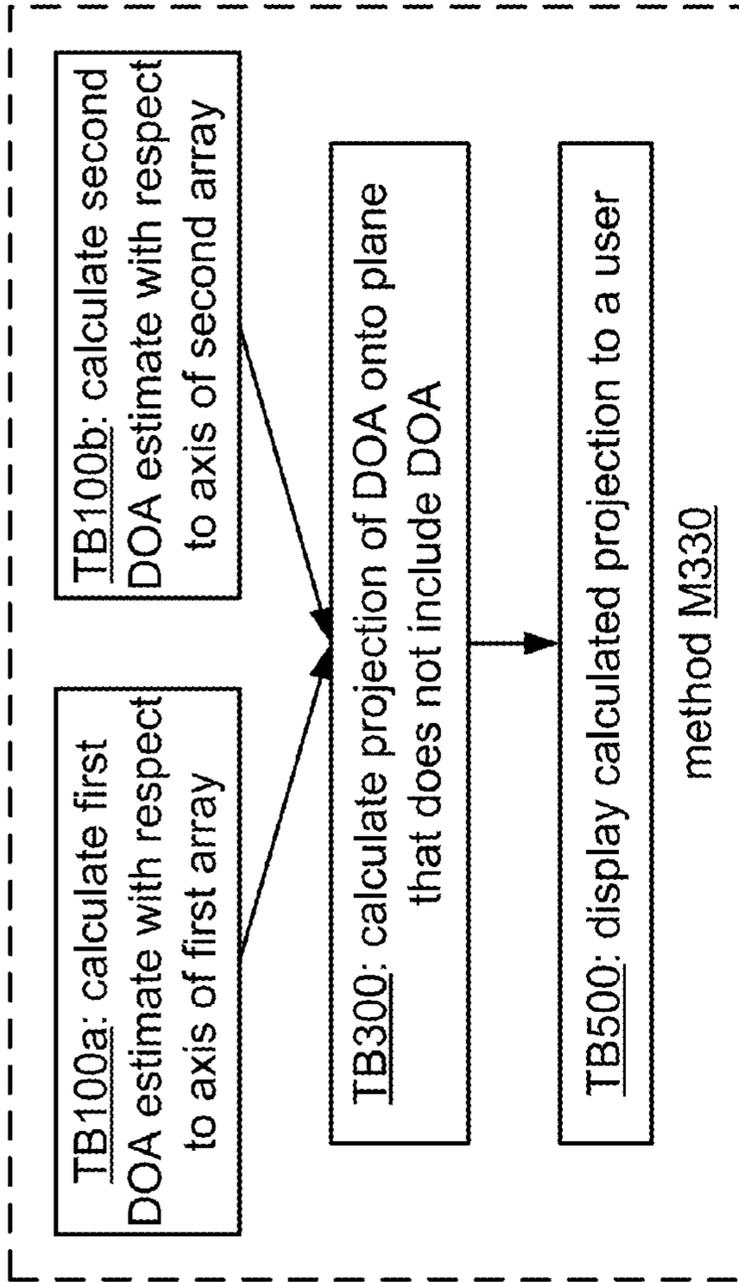 TB100a: calculate first
DOA estimate with respect
to axis of first array
TB100b: calculate second
DOA estimate with respect
to axis of second array
TB300: calculate projection of DOA onto plane
that does not include DOA
TB500: display calculated projection to a user
method M330